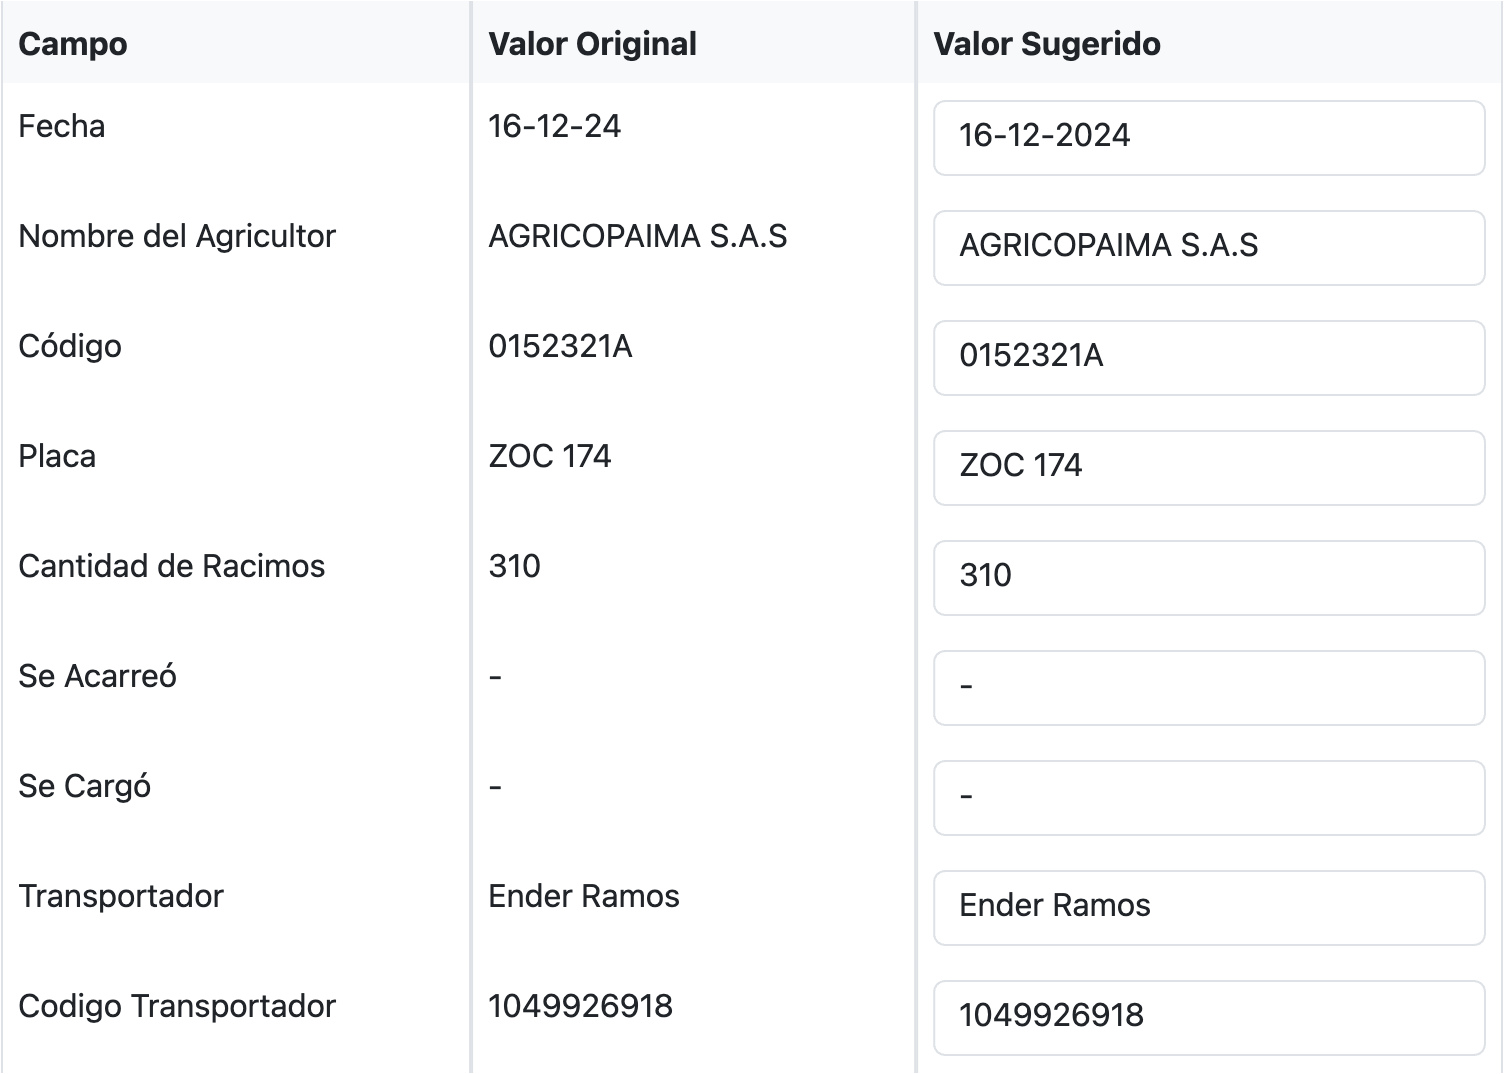 Campo Valor Original Valor Sugerido
Fecha 16-12-24 16-12-2024
Nombre del Agricultor AGRICOPAIMA S.A.S AGRICOPAIMA S.A.S
Código 0152321A 0152321A
Placa ZOC 174 ZOC 174
Cantidad de Racimos 310 310
Se Acarreó - -
Se Cargó - -
Transportador Ender Ramos Ender Ramos
Codigo Transportador 1049926918 1049926918